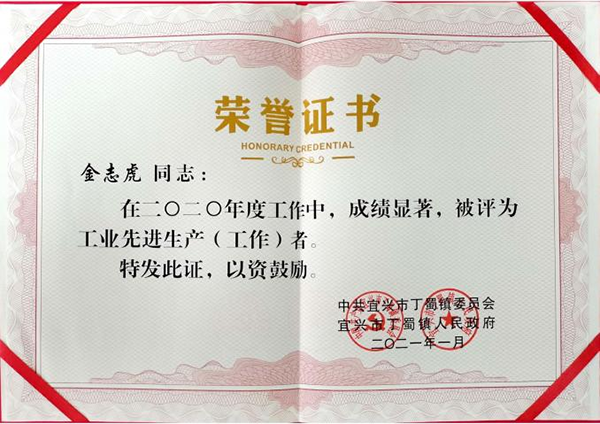 荣誉证书
HONORARY CREDENTIAL
金志虎 同志：
在二〇二〇年度工作中，成绩显著，被评为
工业先进生产（工作）者。
特发此证，以资鼓励。
中共宜兴市丁蜀镇委员会
宜兴市丁蜀镇人民政府
二〇二一年一月